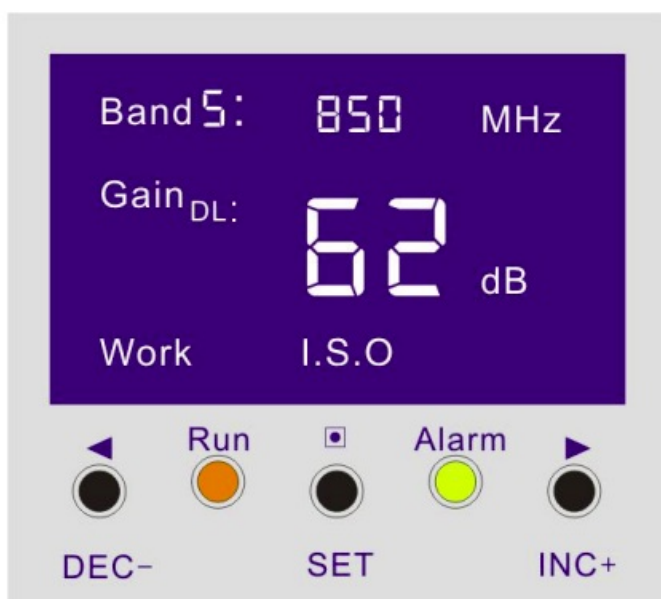 Band 5: 850 MHz
Gain DL:
62 dB
Work I.S.O
Run Alarm
DEC- SET INC+